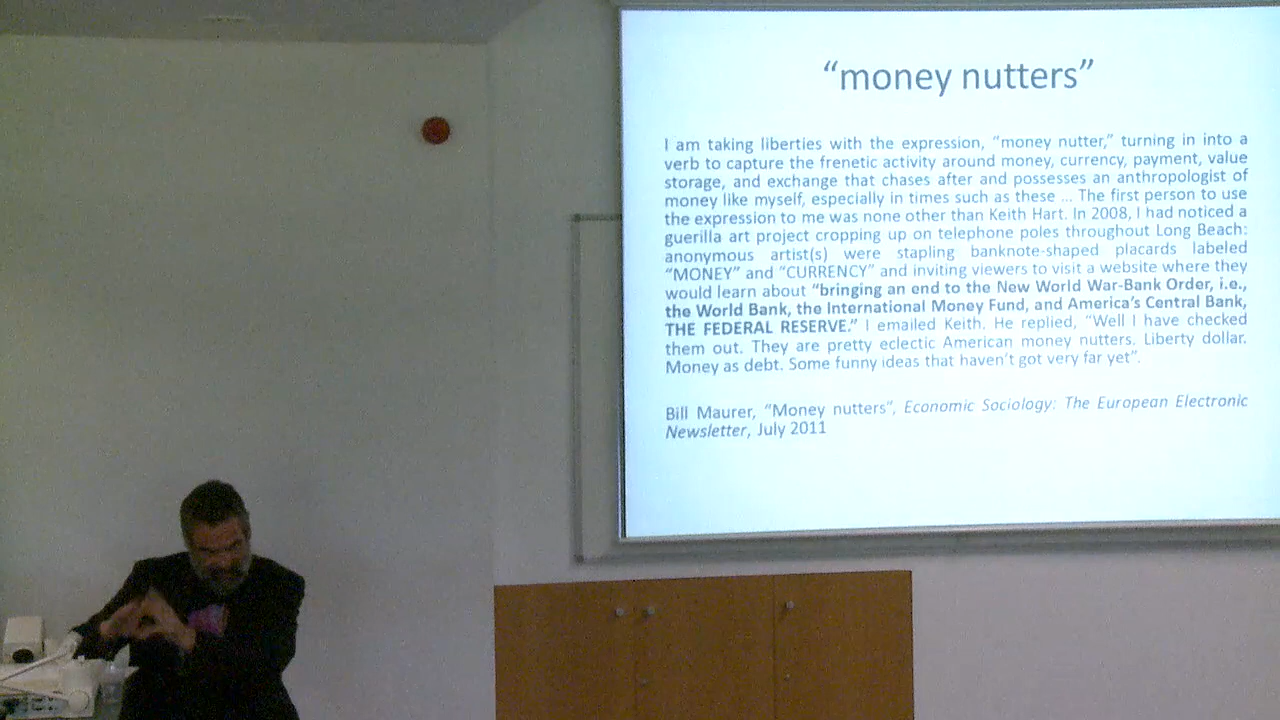 “money nutters”
I am taking liberties with the expression, “money nutter,” turning in into a
verb to capture the frenetic activity around money, currency, payment, value
storage, and exchange that chases after and possesses an anthropologist of
money like myself, especially in times such as these ... The first person to use
the expression to me was none other than Keith Hart. In 2008, I had noticed a
guerilla art project cropping up on telephone poles throughout Long Beach:
anonymous artist(s) were stapling banknote-shaped placards labeled
“MONEY” and “CURRENCY” and inviting viewers to visit a website where they
would learn about “bringing an end to the New World War-Bank Order, i.e.,
the World Bank, the International Money Fund, and America’s Central Bank,
THE FEDERAL RESERVE.” I emailed Keith. He replied, “Well I have checked
them out. They are pretty eclectic American money nutters. Liberty dollar.
Money as debt. Some funny ideas that haven’t got very far yet”.
Bill Maurer, “Money nutters”, Economic Sociology: The European Electronic
Newsletter, July 2011